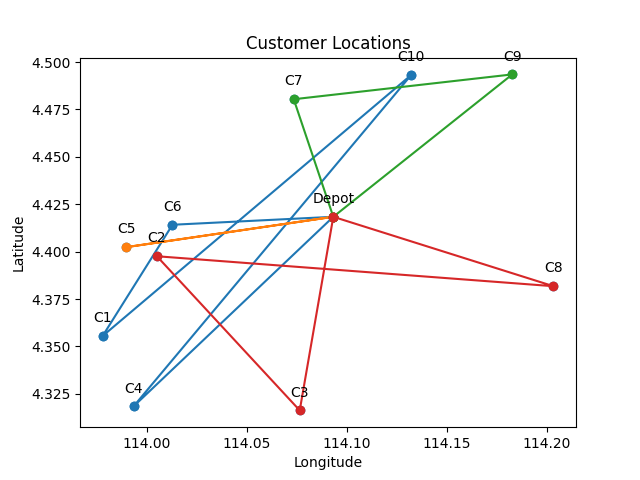 Customer Locations
C10
C9
C7
Depot
C6
C5
C2
C8
C1
C4
C3
4.500
4.475
4.450
4.425
4.400
4.375
4.350
4.325
Latitude
114.00
114.05
114.10
114.15
114.20
Longitude